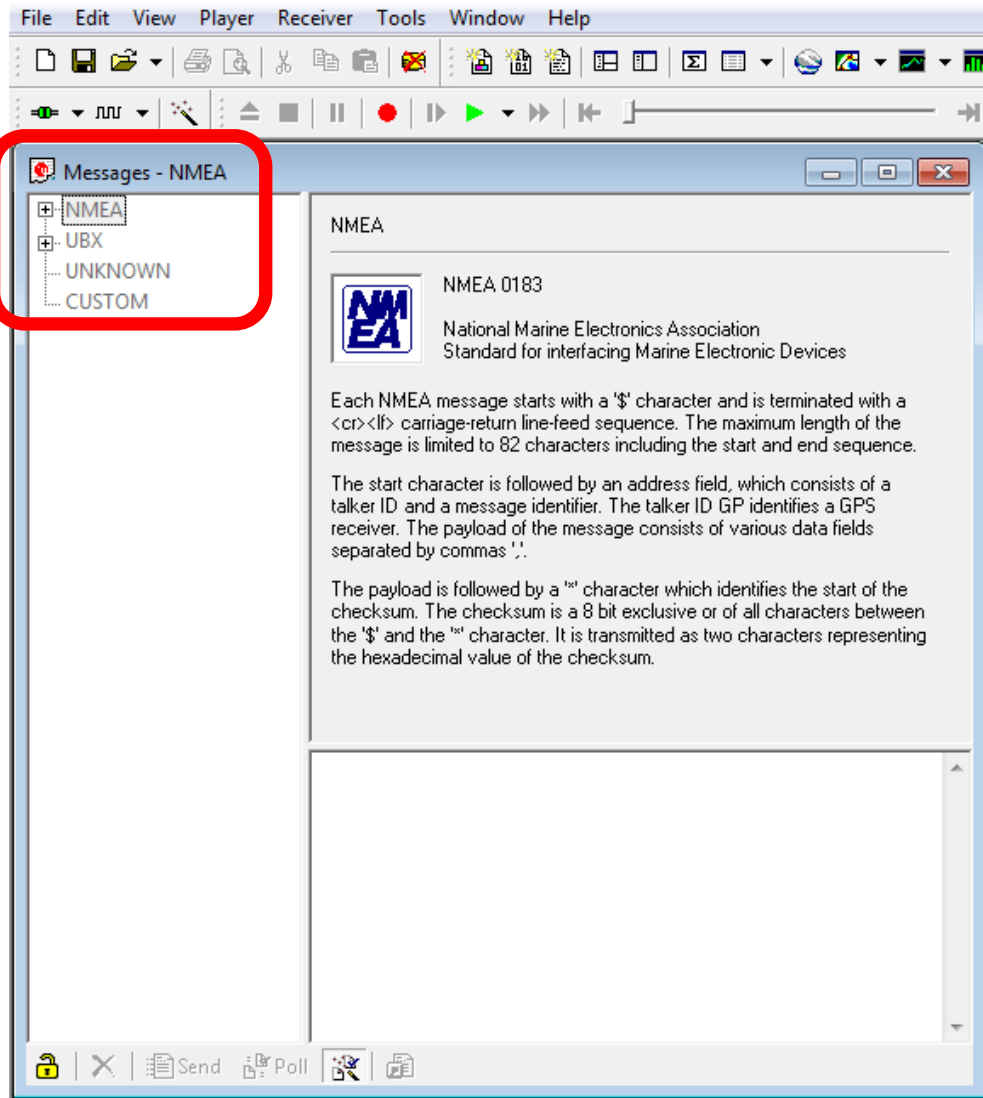 File Edit View Player Receiver Tools Window Help
Messages - NMEA
NMEA
UBX
UNKNOWN
CUSTOM
NMEA
NM
EA
NMEA 0183
National Marine Electronics Association
Standard for interfacing Marine Electronic Devices
Each NMEA message starts with a '$' character and is terminated with a
<cr><lf> carriage-return line-feed sequence. The maximum length of the
message is limited to 82 characters including the start and end sequence.
The start character is followed by an address field, which consists of a
talker ID and a message identifier. The talker ID GP identifies a GPS
receiver. The payload of the message consists of various data fields
separated by commas ','.
The payload is followed by a '*' character which identifies the start of the
checksum. The checksum is a 8 bit exclusive or of all characters between
the '$' and the '*' character. It is transmitted as two characters representing
the hexadecimal value of the checksum.
Send Poll